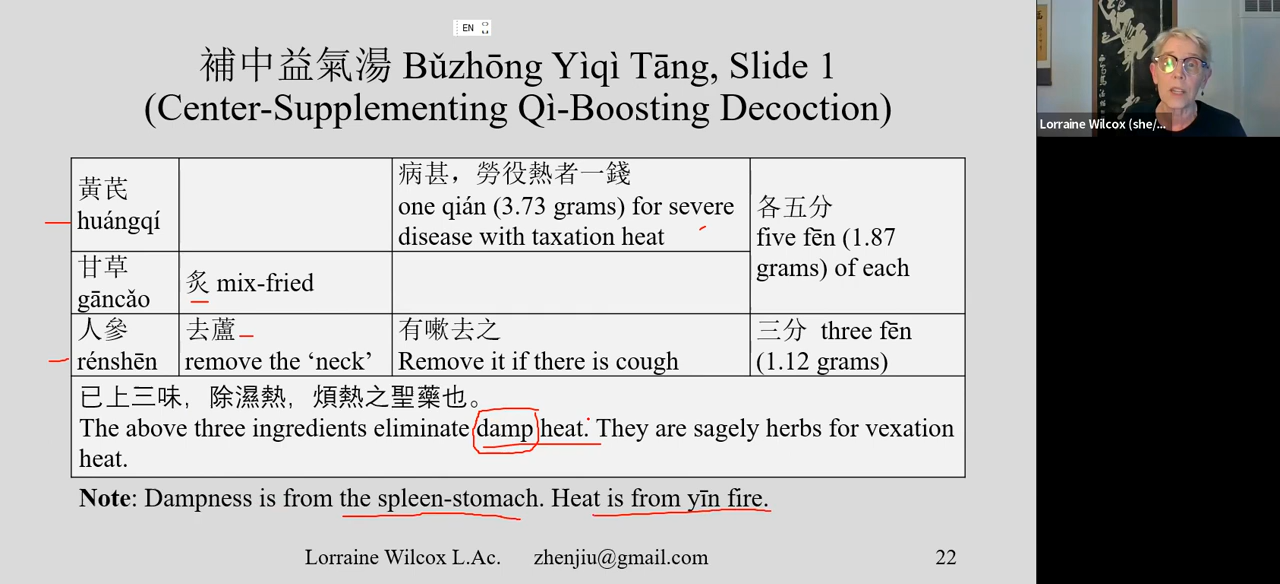 EN
補中益氣湯 Bǔzhōng Yìqì Tāng, Slide 1
(Center-Supplementing Qì-Boosting Decoction)
Lorraine Wilcox (she/...
黃芪
huángqí
病甚，勞役熱者一錢
one qián (3.73 grams) for severe
disease with taxation heat
各五分
five fēn (1.87
grams) of each
甘草
gāncǎo
炙 mix-fried
人參
rénshēn
去蘆
remove the ‘neck’
有嗽去之
Remove it if there is cough
三分 three fēn
(1.12 grams)
已上三味，除濕熱，煩熱之聖藥也。
The above three ingredients eliminate damp heat. They are sagely herbs for vexation
heat.
Note: Dampness is from the spleen-stomach. Heat is from yīn fire.
Lorraine Wilcox L.Ac. zhenjiu@gmail.com 22